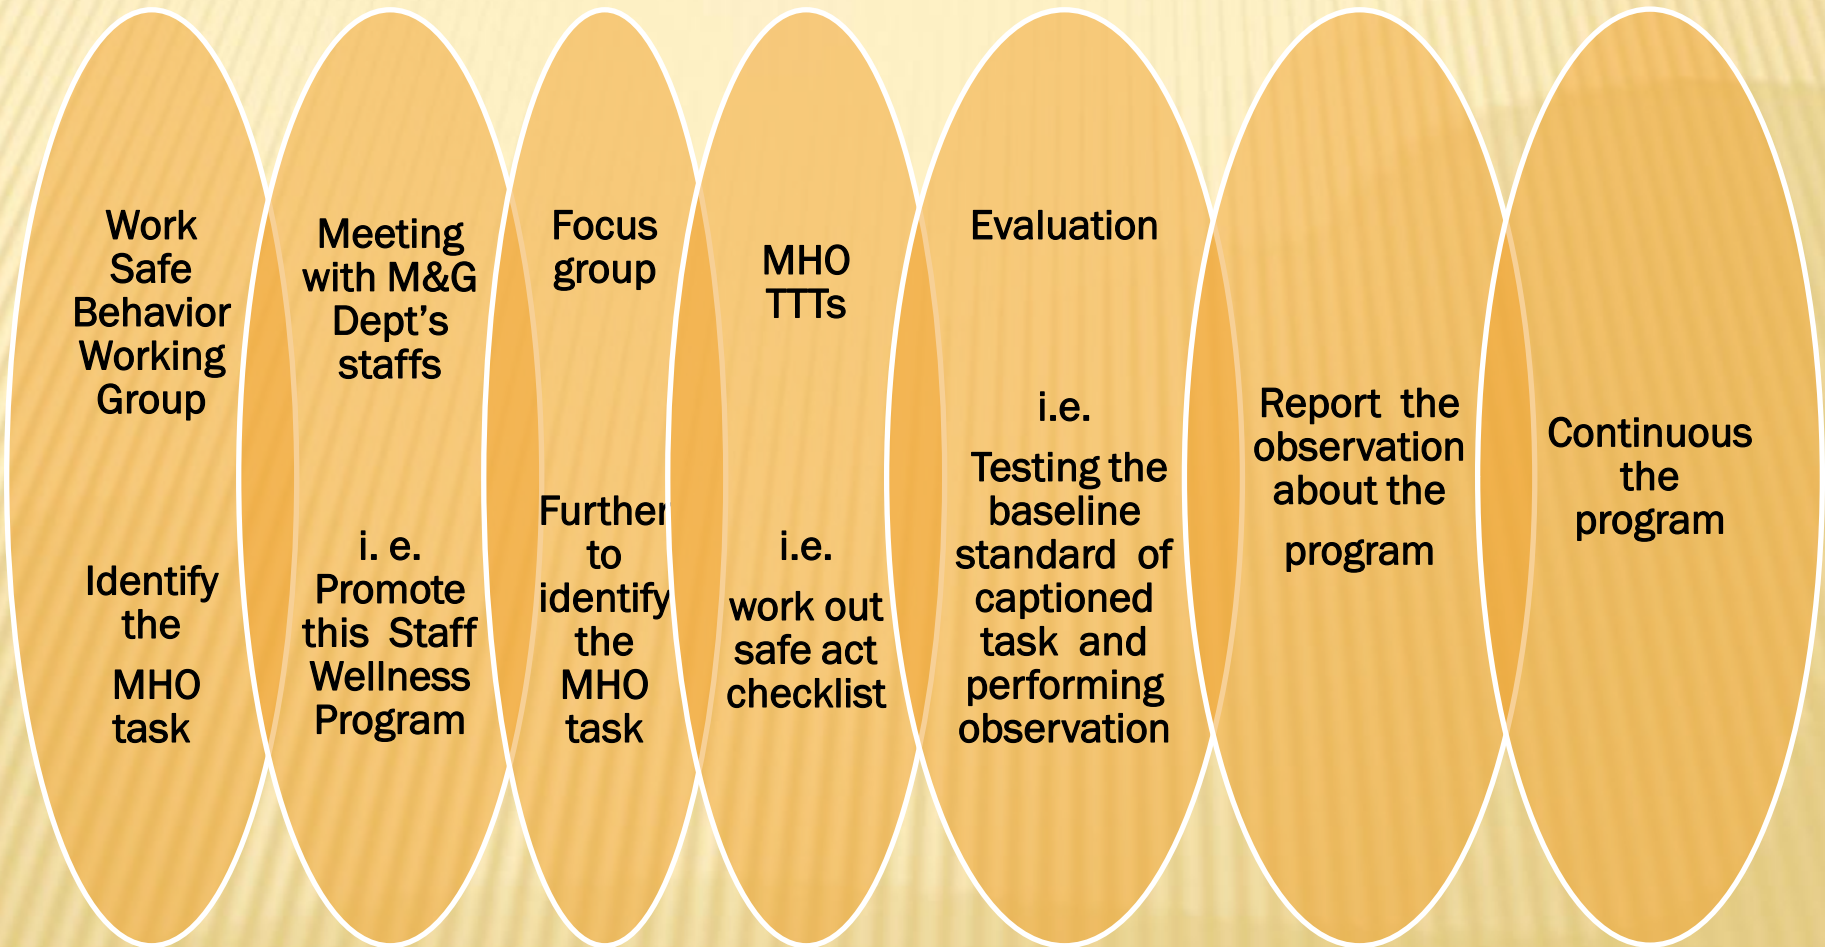 Work
Safe
Behavior
Working
Group
Identify
the
MHO
task
Meeting
with M&G
Dept’s
staffs
i. e.
Promote
this Staff
Wellness
Program
Focus
group
Further
to
identify
the
MHO
task
MHO
TTTs
i.e.
work out
safe act
checklist
Evaluation
i.e.
Testing the
baseline
standard of
captioned
task and
performing
observation
Report the
observation
about the
program
Continuous
the
program